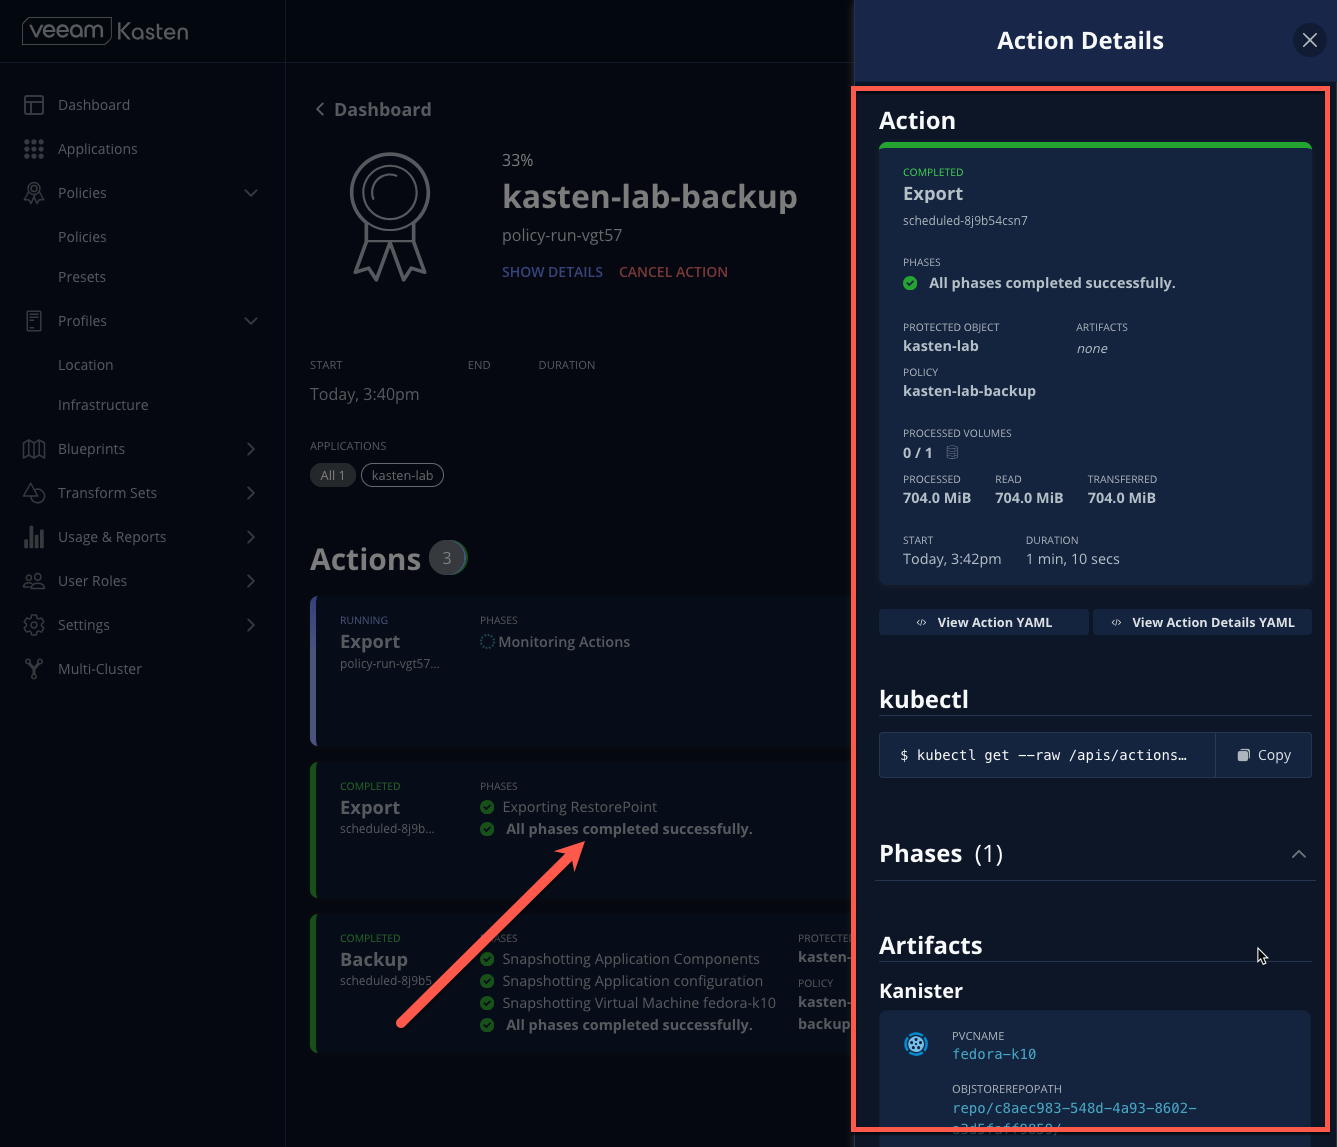 veeam Kasten
Dashboard
Applications
Policies
Policies
Presets
Profiles
Location
Infrastructure
Blueprints
Transform Sets
Usage & Reports
User Roles
Settings
Multi-Cluster
Dashboard
33%
kasten-lab-backup
policy-run-vgt57
SHOW DETAILS CANCEL ACTION
START END DURATION
Today, 3:40pm
APPLICATIONS
All 1 kasten-lab
Actions 3
RUNNING
Export
policy-run-vgt57...
PHASES
Monitoring Actions
COMPLETED
Export
scheduled-8j9b...
PHASES
Exporting RestorePoint
All phases completed successfully.
COMPLETED
Backup
scheduled-8j9b5
ASES
Snapshotting Application Components
Snapshotting Application configuration
Snapshotting Virtual Machine fedora-k10
All phases completed successfully.
PROTECTE
kasten-
POLICY
kasten-
backup
Action Details
Action
COMPLETED
Export
scheduled-8j9b54csn7
PHASES
All phases completed successfully.
PROTECTED OBJECT ARTIFACTS
kasten-lab none
POLICY
kasten-lab-backup
PROCESSED VOLUMES
0 / 1
PROCESSED READ TRANSFERRED
704.0 MiB 704.0 MiB 704.0 MiB
START DURATION
Today, 3:42pm 1 min, 10 secs
View Action YAML View Action Details YAML
kubectl
$ kubectl get --raw /apis/actions… Copy
Phases (1)
Artifacts
Kanister
PVCNAME
fedora-k10
OBJSTOREREPOPATH
repo/c8aec983-548d-4a93-8602-